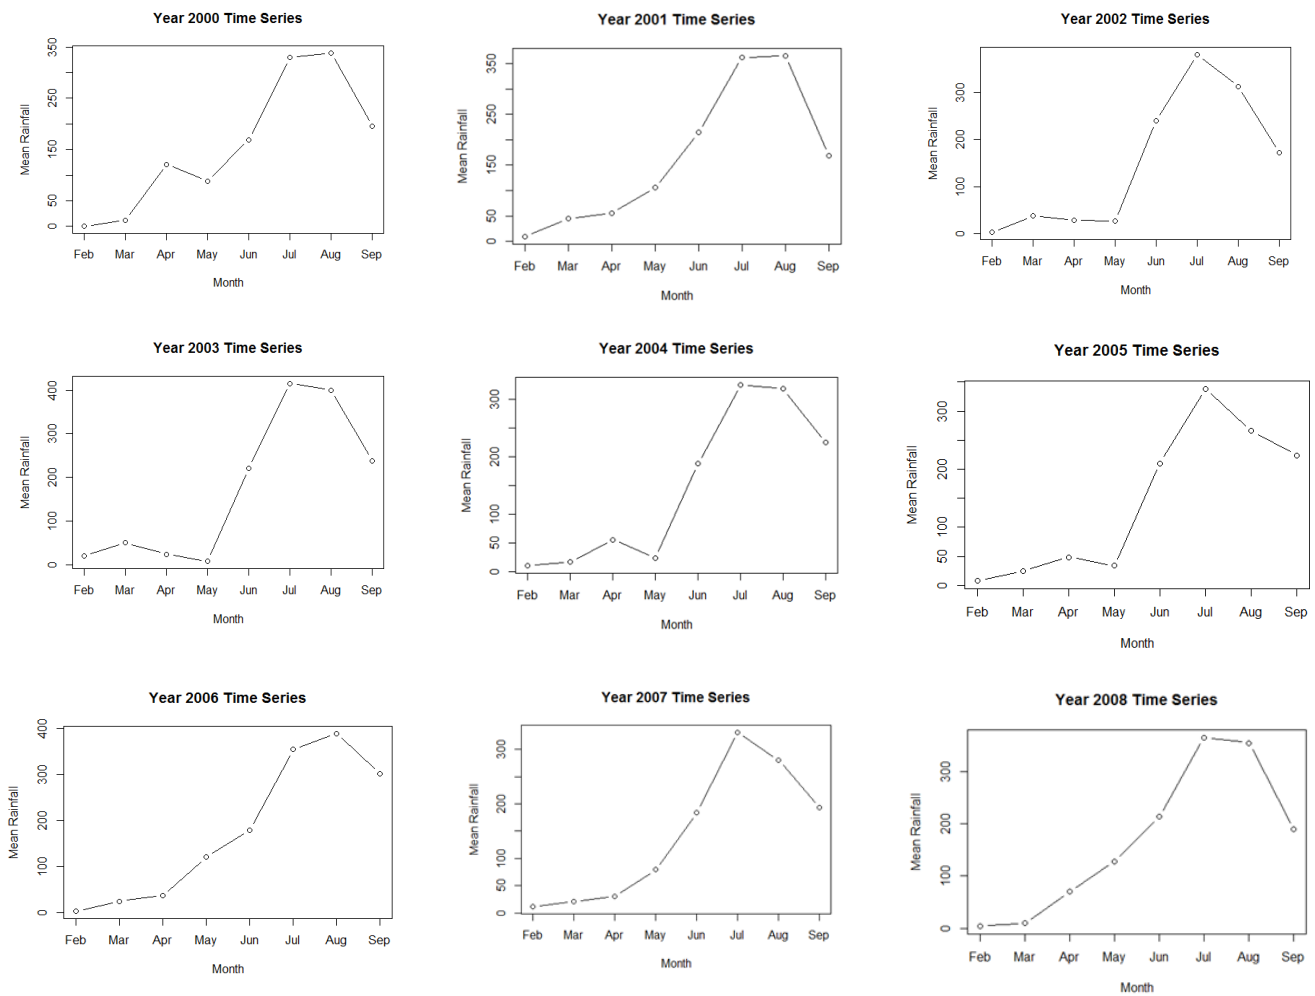 Year 2000 Time Series
Mean Rainfall
350
250
150
50
0
Feb Mar Apr May Jun Jul Aug Sep
Month
Year 2001 Time Series
Mean Rainfall
350
250
150
50
0
Feb Mar Apr May Jun Jul Aug Sep
Month
Year 2002 Time Series
Mean Rainfall
300
200
100
0
Feb Mar Apr May Jun Jul Aug Sep
Month
Year 2003 Time Series
Mean Rainfall
400
300
200
100
0
Feb Mar Apr May Jun Jul Aug Sep
Month
Year 2004 Time Series
Mean Rainfall
300
200
100
50
0
Feb Mar Apr May Jun Jul Aug Sep
Month
Year 2005 Time Series
Mean Rainfall
300
200
100
50
0
Feb Mar Apr May Jun Jul Aug Sep
Month
Year 2006 Time Series
Mean Rainfall
400
300
200
100
0
Feb Mar Apr May Jun Jul Aug Sep
Month
Year 2007 Time Series
Mean Rainfall
300
200
100
50
0
Feb Mar Apr May Jun Jul Aug Sep
Month
Year 2008 Time Series
Mean Rainfall
300
200
100
0
Feb Mar Apr May Jun Jul Aug Sep
Month